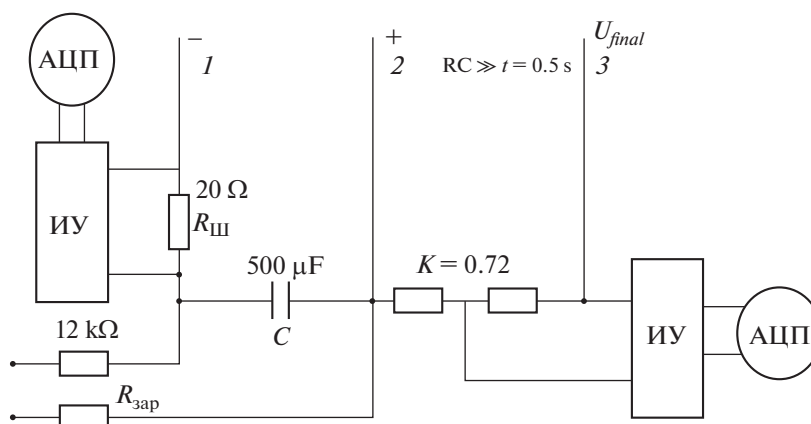 АЦП
−
1
+
2
RC ≫ t = 0.5 s
U_final
3
ИУ
20 Ω
R_Ш
500 μF
C
K = 0.72
12 kΩ
R_зар
ИУ
АЦП